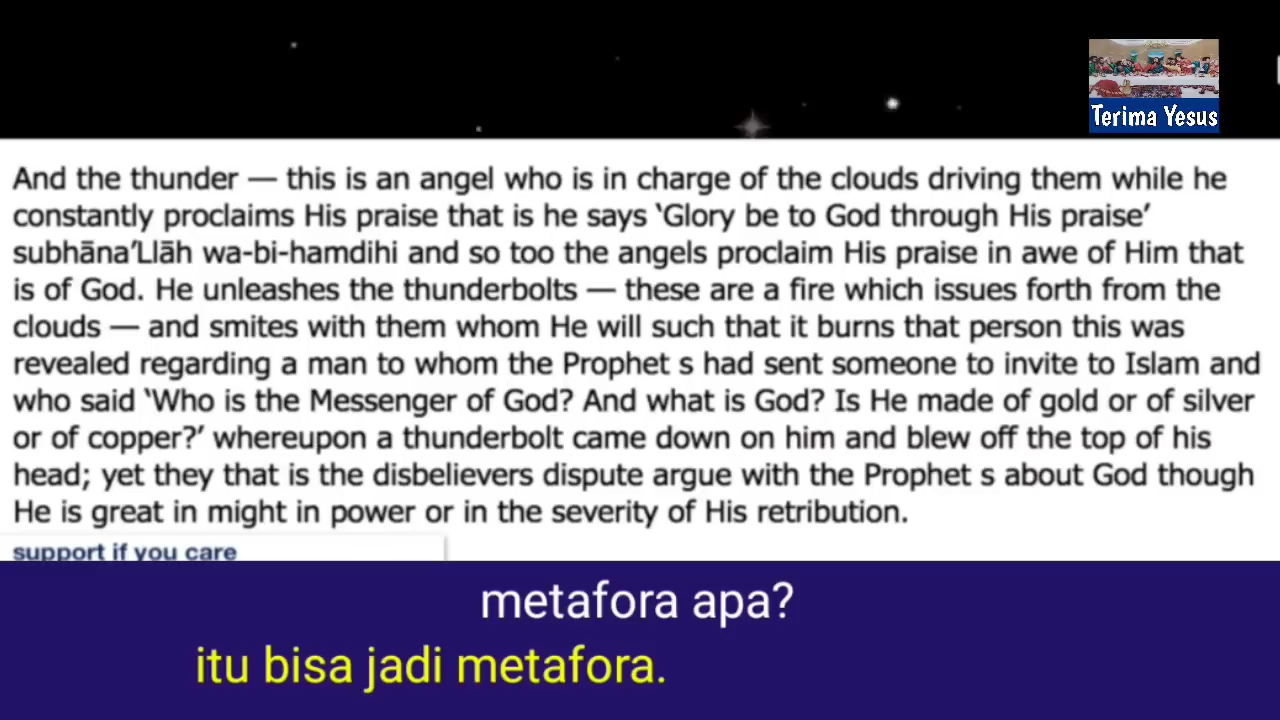 Terima Yesus
And the thunder — this is an angel who is in charge of the clouds driving them while he
constantly proclaims His praise that is he says ‘Glory be to God through His praise’
subhāna’Llāh wa-bi-hamdihi and so too the angels proclaim His praise in awe of Him that
is of God. He unleashes the thunderbolts — these are a fire which issues forth from the
clouds — and smites with them whom He will such that it burns that person this was
revealed regarding a man to whom the Prophet s had sent someone to invite to Islam and
who said ‘Who is the Messenger of God? And what is God? Is He made of gold or of silver
or of copper?’ whereupon a thunderbolt came down on him and blew off the top of his
head; yet they that is the disbelievers dispute argue with the Prophet s about God though
He is great in might in power or in the severity of His retribution.
support if you care
metafora apa?
itu bisa jadi metafora.